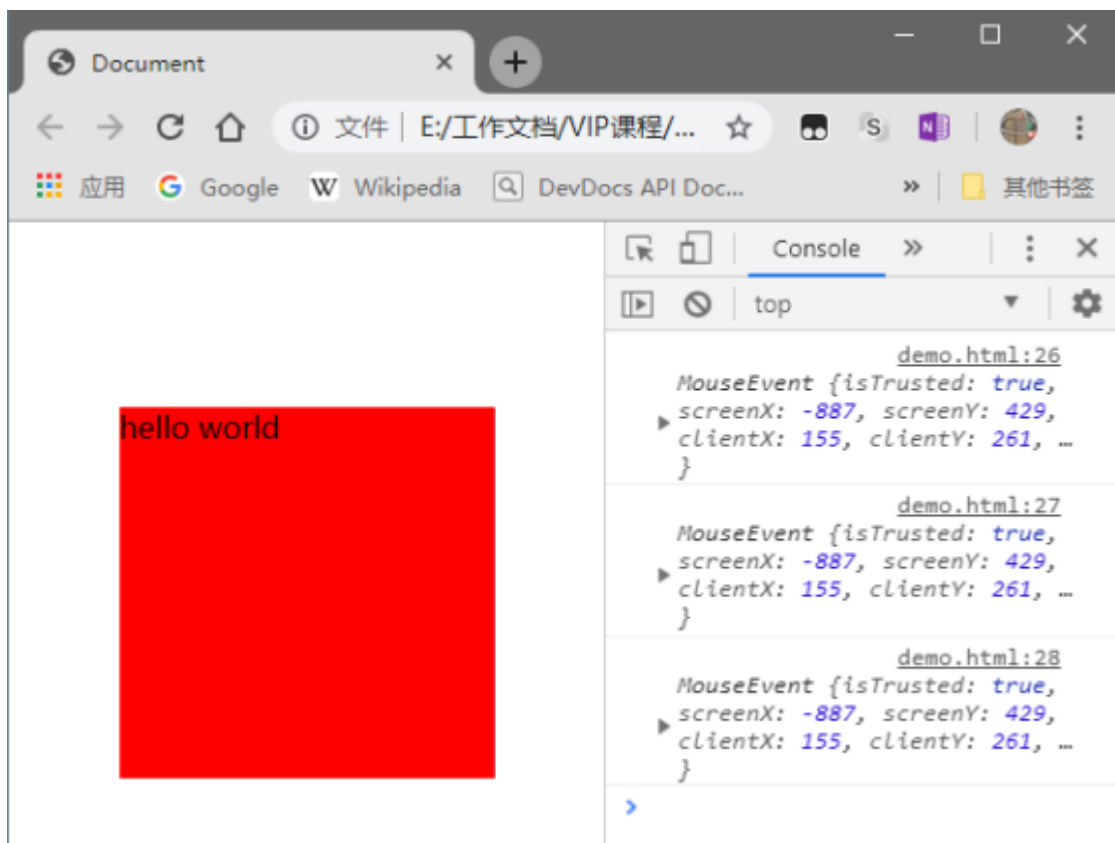 Document
文件 E:/工作文档/VIP课程/...
应用 Google Wikipedia DevDocs API Doc... » 其他书签
Console »
top
hello world
demo.html:26
MouseEvent {isTrusted: true,
screenX: -887, screenY: 429,
clientX: 155, clientY: 261, …
}
demo.html:27
MouseEvent {isTrusted: true,
screenX: -887, screenY: 429,
clientX: 155, clientY: 261, …
}
demo.html:28
MouseEvent {isTrusted: true,
screenX: -887, screenY: 429,
clientX: 155, clientY: 261, …
}